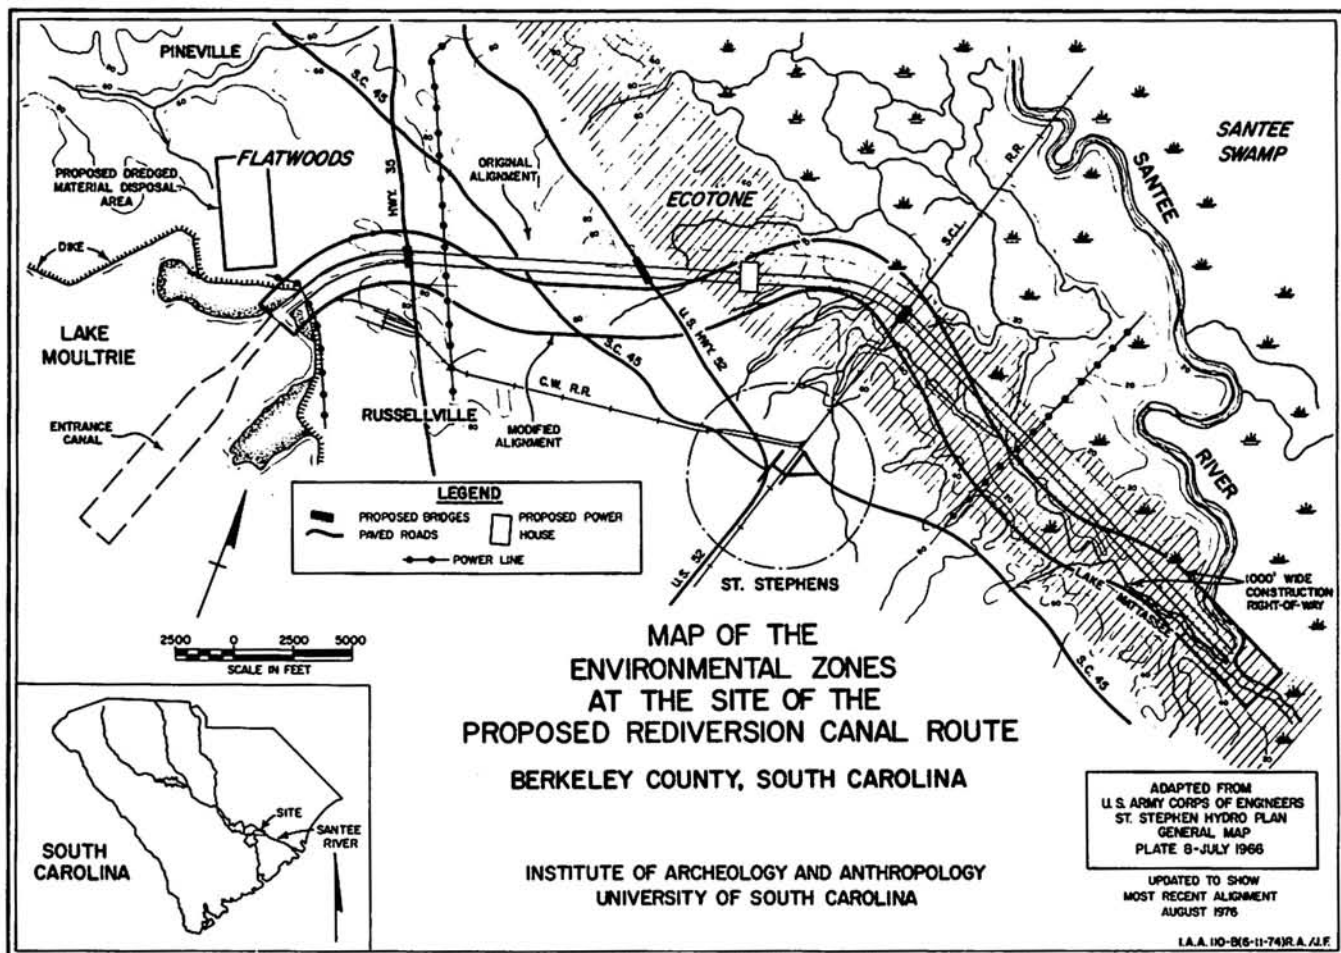 PINEVILLE
S.C. 45
HWY. 35
FLATWOODS
PROPOSED DREDGED
MATERIAL DISPOSAL
AREA
DIKE
ORIGINAL
ALIGNMENT
ECOTONE
R.R.
S.C.L.
SANTEE
SWAMP
SANTEE
RIVER
LAKE
MOULTRIE
ENTRANCE
CANAL
RUSSELLVILLE
C.W. R.R.
MODIFIED
ALIGNMENT
S.C. 45
U.S. HWY. 52
U.S. 52
ST. STEPHENS
LAKE MATTASSEE
S.C. 45
1000' WIDE
CONSTRUCTION
RIGHT-OF-WAY
LEGEND
PROPOSED BRIDGES
PAVED ROADS
PROPOSED POWER
HOUSE
POWER LINE
2500 0 2500 5000
SCALE IN FEET
MAP OF THE
ENVIRONMENTAL ZONES
AT THE SITE OF THE
PROPOSED REDIVERSION CANAL ROUTE
BERKELEY COUNTY, SOUTH CAROLINA
INSTITUTE OF ARCHEOLOGY AND ANTHROPOLOGY
UNIVERSITY OF SOUTH CAROLINA
SITE
SANTEE
RIVER
SOUTH
CAROLINA
ADAPTED FROM
U.S. ARMY CORPS OF ENGINEERS
ST. STEPHEN HYDRO PLAN
GENERAL MAP
PLATE 8-JULY 1966
UPDATED TO SHOW
MOST RECENT ALIGNMENT
AUGUST 1976
I.A.A. 110-B(6-11-74)R.A./J.F.